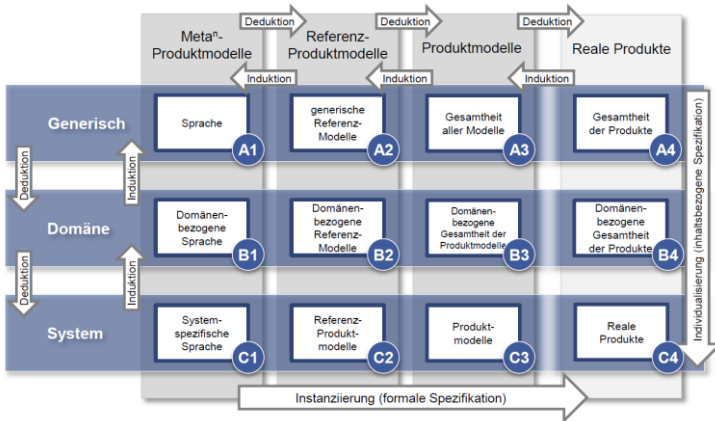 Deduktion
Deduktion
Deduktion
Metaⁿ-
Produktmodelle
Referenz-
Produktmodelle
Produktmodelle
Reale Produkte
Induktion
Induktion
Induktion
Generisch
Sprache
A1
generische
Referenz-
Modelle
A2
Gesamtheit
aller Modelle
A3
Gesamtheit
der Produkte
A4
Deduktion
Induktion
Domäne
Domänen-
bezogene
Sprache
B1
Domänen-
bezogene
Referenz-
Modelle
B2
Domänen-
bezogene
Gesamtheit der
Produktmodelle
B3
Domänen-
bezogene
Gesamtheit
der Produkte
B4
Deduktion
Induktion
System
System-
spezifische
Sprache
C1
Referenz-
Produkt-
modelle
C2
Produkt-
modelle
C3
Reale
Produkte
C4
Individualisierung (inhaltsbezogene Spezifikation)
Instanziierung (formale Spezifikation)